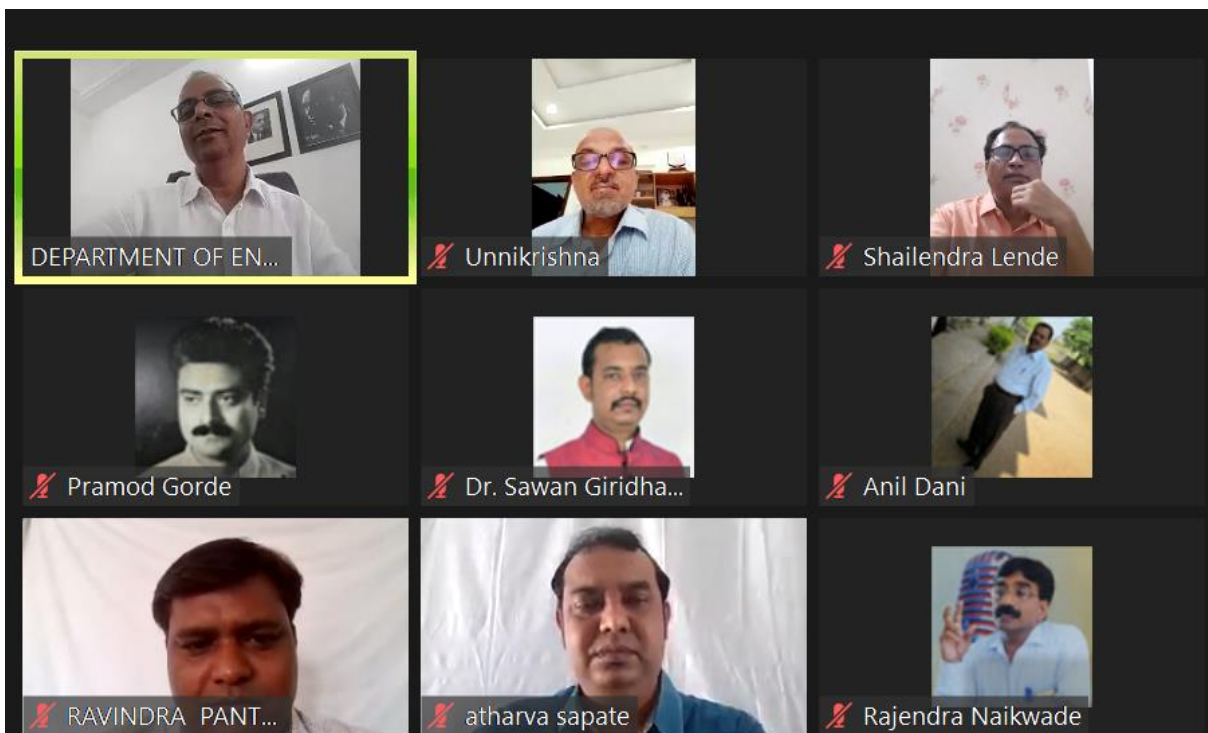 DEPARTMENT OF EN...
Unnikrishna
Shailendra Lende
Pramod Gorde
Dr. Sawan Giridha...
Anil Dani
RAVINDRA PANT...
atharva sapate
Rajendra Naikwade